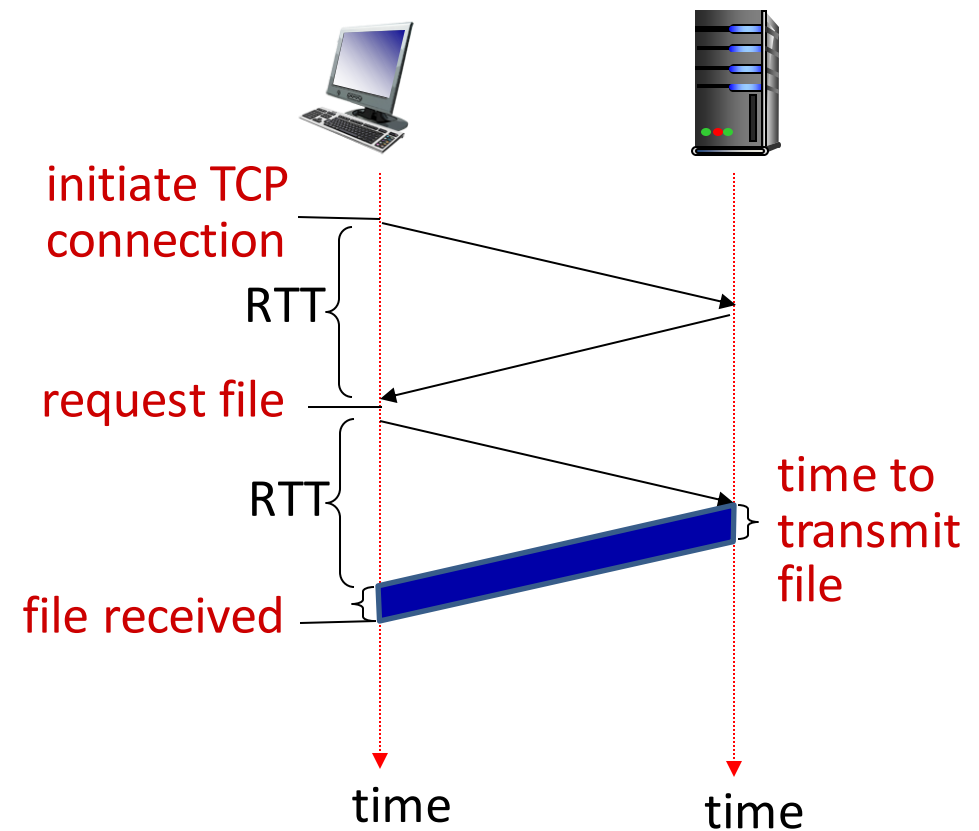 initiate TCP
connection
RTT
request file
RTT
time to
transmit
file
file received
time
time